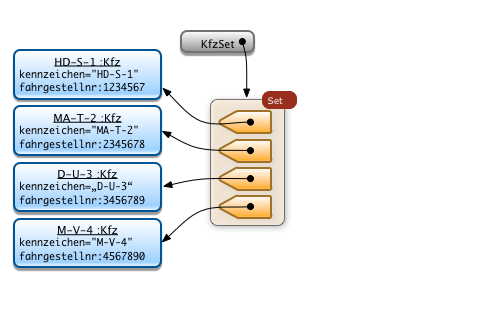 KfzSet
HD-S-1 :Kfz
kennzeichen="HD-S-1"
fahrgestellnr:1234567
Set
MA-T-2 :Kfz
kennzeichen="MA-T-2"
fahrgestellnr:2345678
D-U-3 :Kfz
kennzeichen=„D-U-3“
fahrgestellnr:3456789
M-V-4 :Kfz
kennzeichen="M-V-4"
fahrgestellnr:4567890